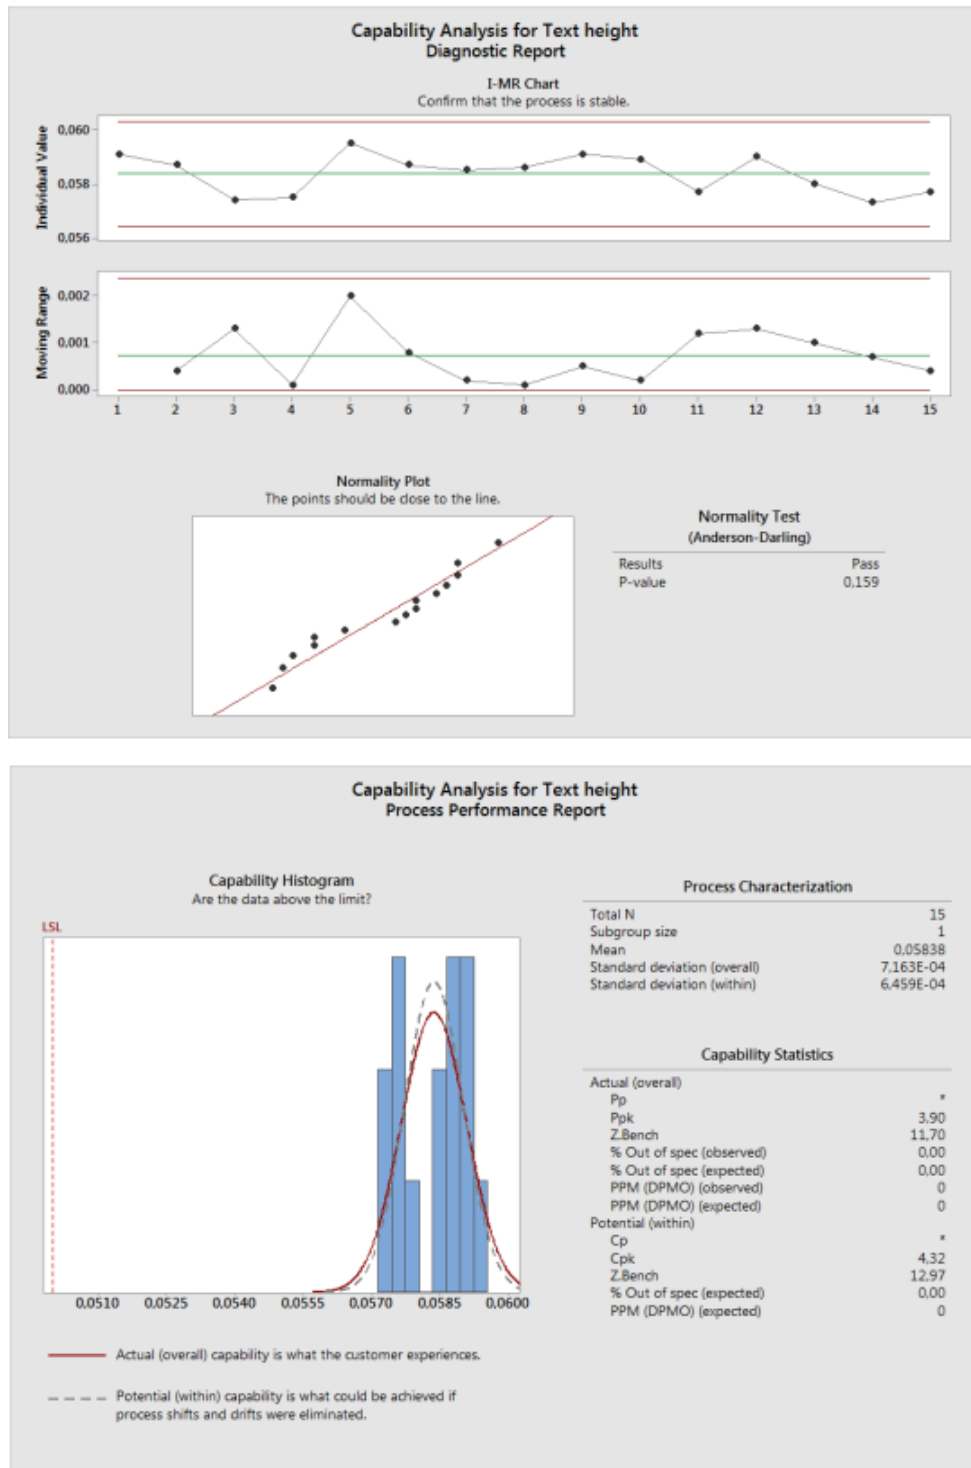 Capability Analysis for Text height
Diagnostic Report
I-MR Chart
Confirm that the process is stable.
Individual Value
0,060
0,058
0,056
Moving Range
0,002
0,001
0,000
1 2 3 4 5 6 7 8 9 10 11 12 13 14 15
Normality Plot
The points should be close to the line.
Normality Test
(Anderson-Darling)
Results Pass
P-value 0,159
Capability Analysis for Text height
Process Performance Report
Capability Histogram
Are the data above the limit?
LSL
0,0510 0,0525 0,0540 0,0555 0,0570 0,0585 0,0600
Actual (overall) capability is what the customer experiences.
Potential (within) capability is what could be achieved if
process shifts and drifts were eliminated.
Process Characterization
Total N 15
Subgroup size 1
Mean 0,05838
Standard deviation (overall) 7,163E-04
Standard deviation (within) 6,459E-04
Capability Statistics
Actual (overall)
Pp *
Ppk 3,90
Z.Bench 11,70
% Out of spec (observed) 0,00
% Out of spec (expected) 0,00
PPM (DPMO) (observed) 0
PPM (DPMO) (expected) 0
Potential (within)
Cp *
Cpk 4,32
Z.Bench 12,97
% Out of spec (expected) 0,00
PPM (DPMO) (expected) 0